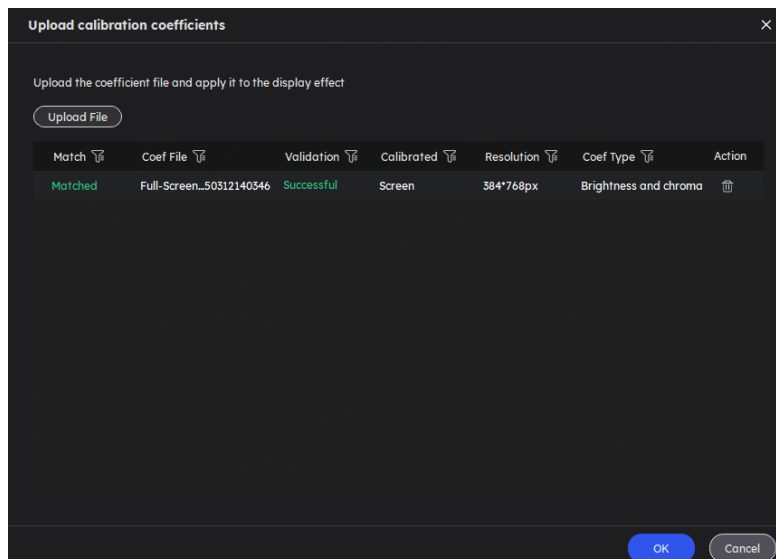 Upload calibration coefficients
Upload the coefficient file and apply it to the display effect
Upload File
Match Coef File Validation Calibrated Resolution Coef Type Action
Matched Full-Screen...50312140346 Successful Screen 384*768px Brightness and chroma
OK Cancel